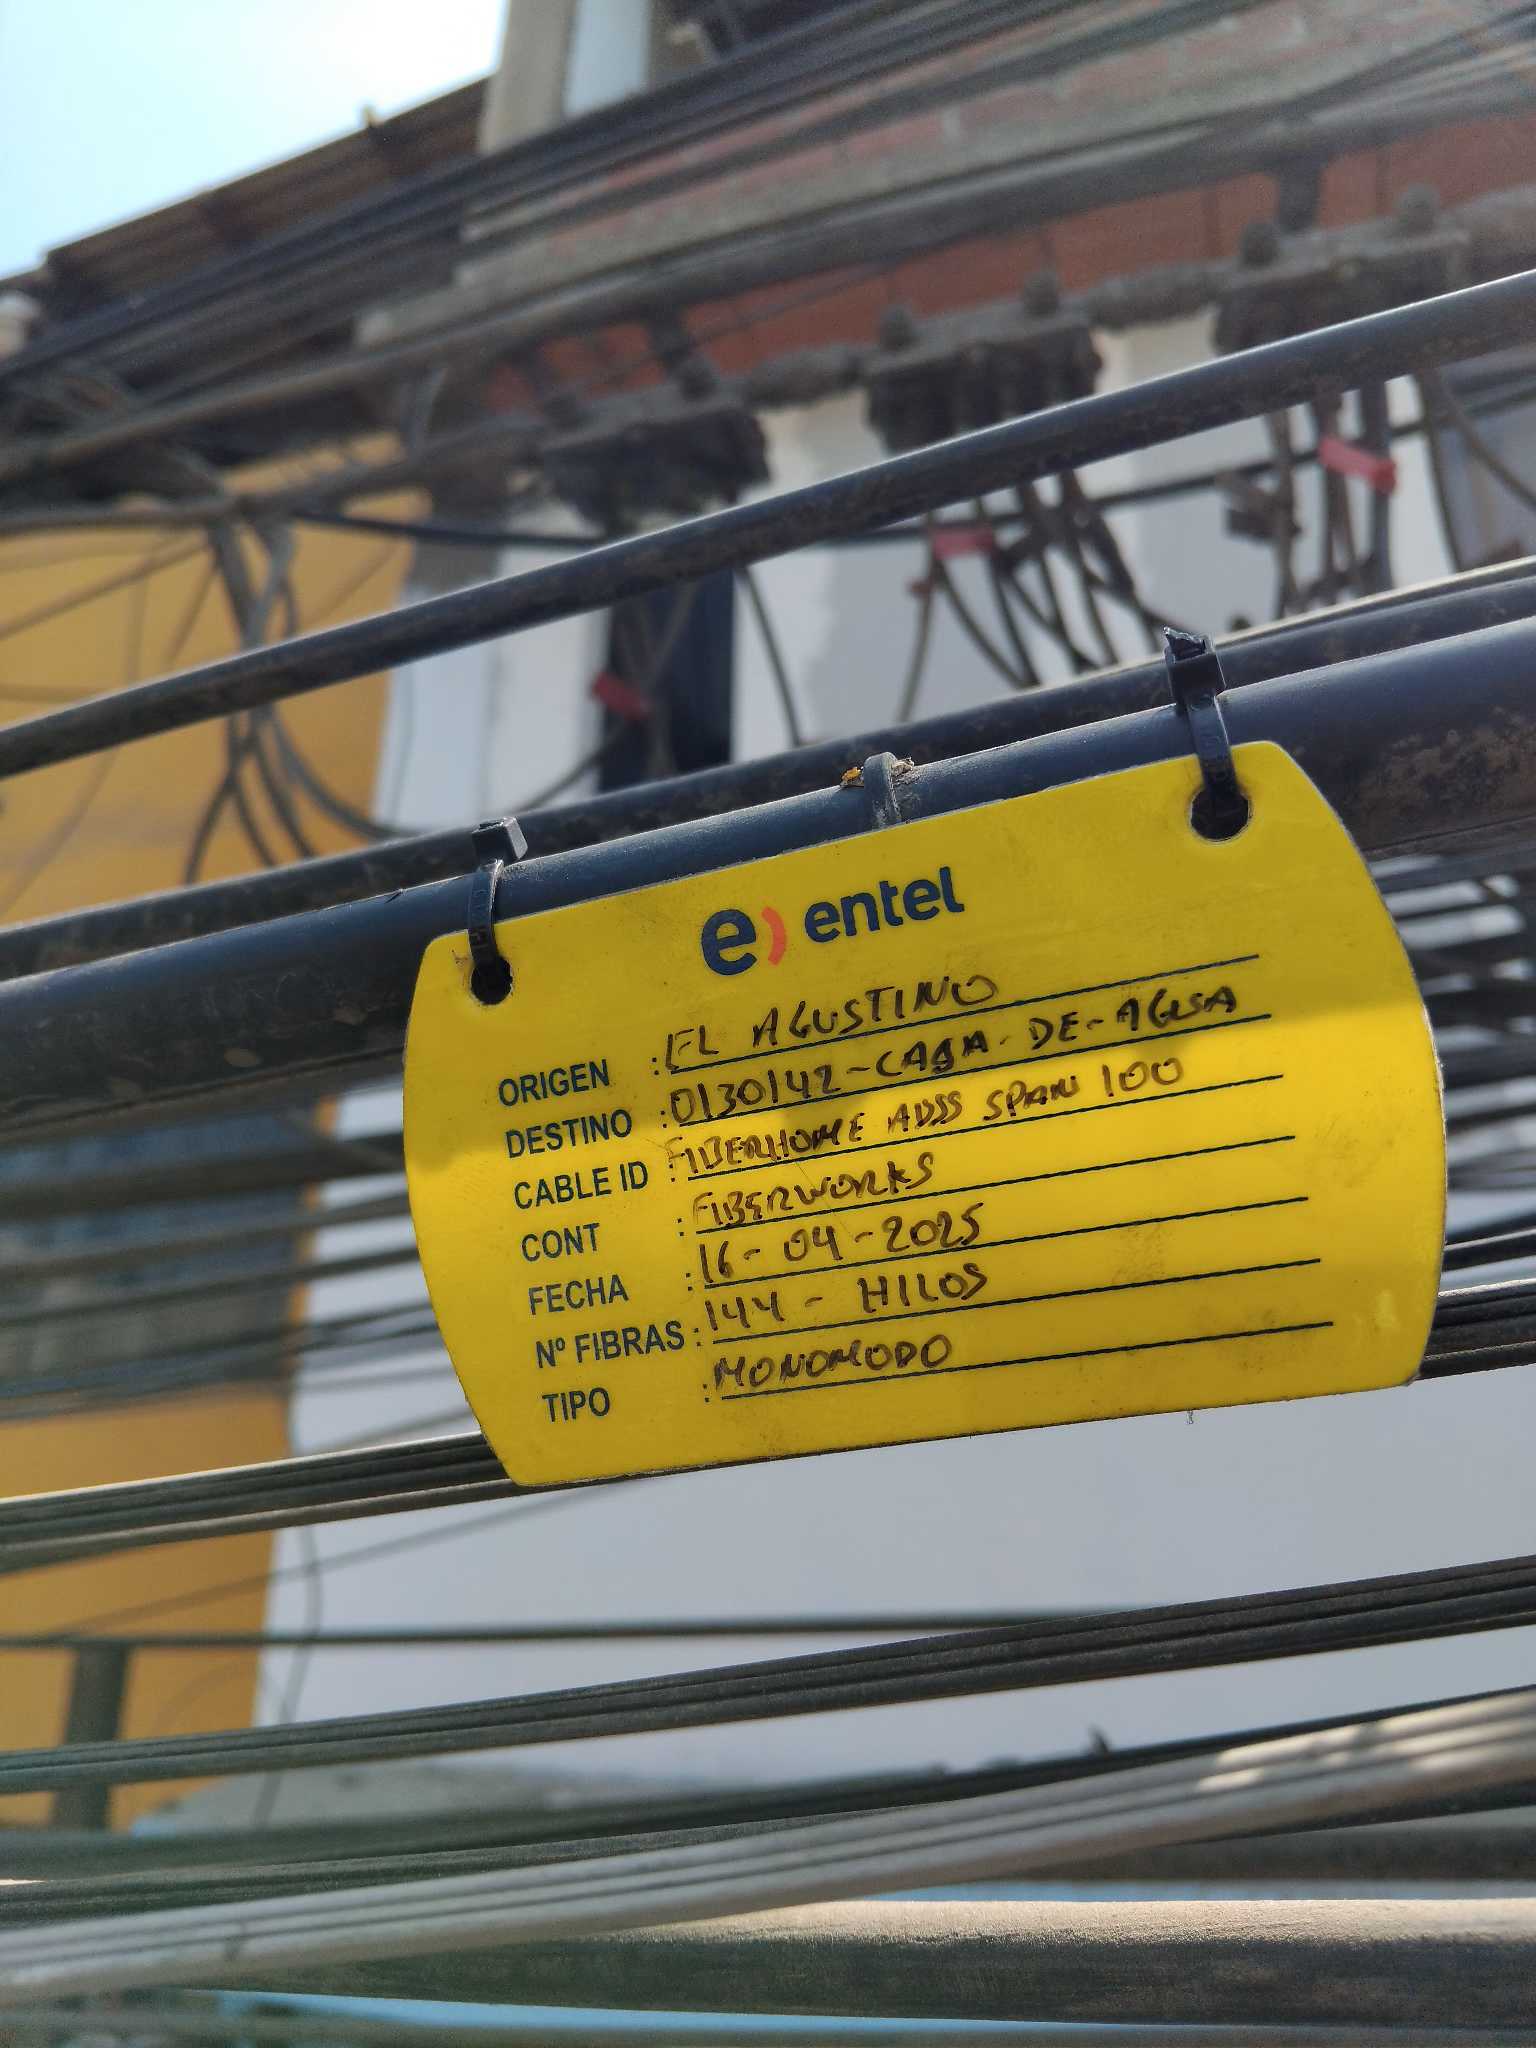 e) entel
ORIGEN : EL AGUSTINO
DESTINO : 0130142-CASA-DE-AGUA
CABLE ID : FIBERHOME ADSS SPAN 100
CONT : FIBERWORKS
FECHA : 16-04-2025
Nº FIBRAS : 144 - HILOS
TIPO : MONOMODO